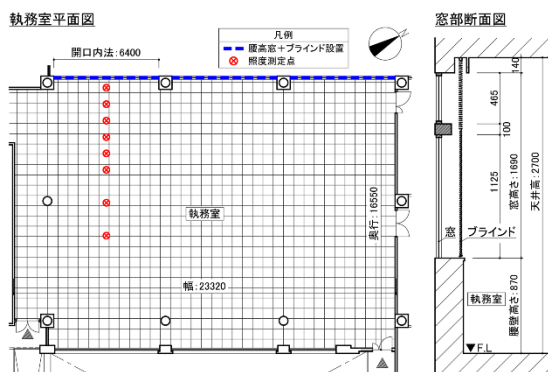 執務室平面図
窓部断面図
開口内法:6400
凡例
腰高窓+ブラインド設置
照度測定点
執務室
奥行:16550
幅:23320
140
465
100
1125
窓高さ:1690
天井高:2700
窓
ブラインド
執務室
腰壁高さ:870
▼F.L